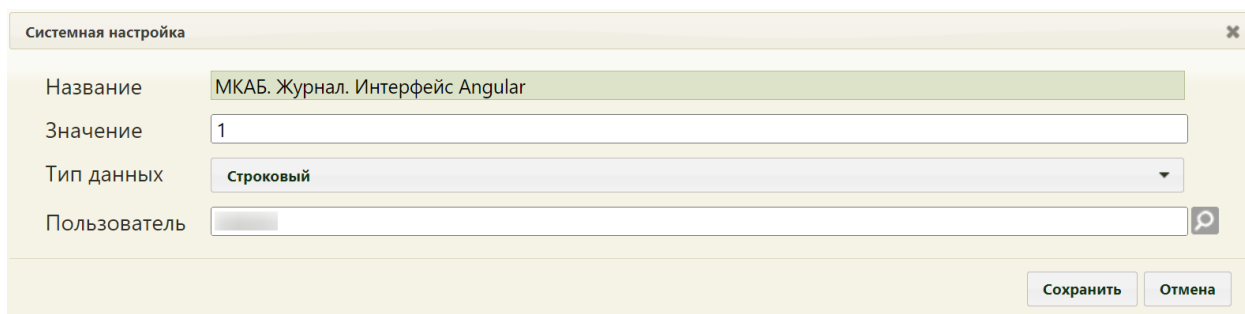 Системная настройка
Название МКАБ. Журнал. Интерфейс Angular
Значение 1
Тип данных Строковый
Пользователь
Сохранить Отмена